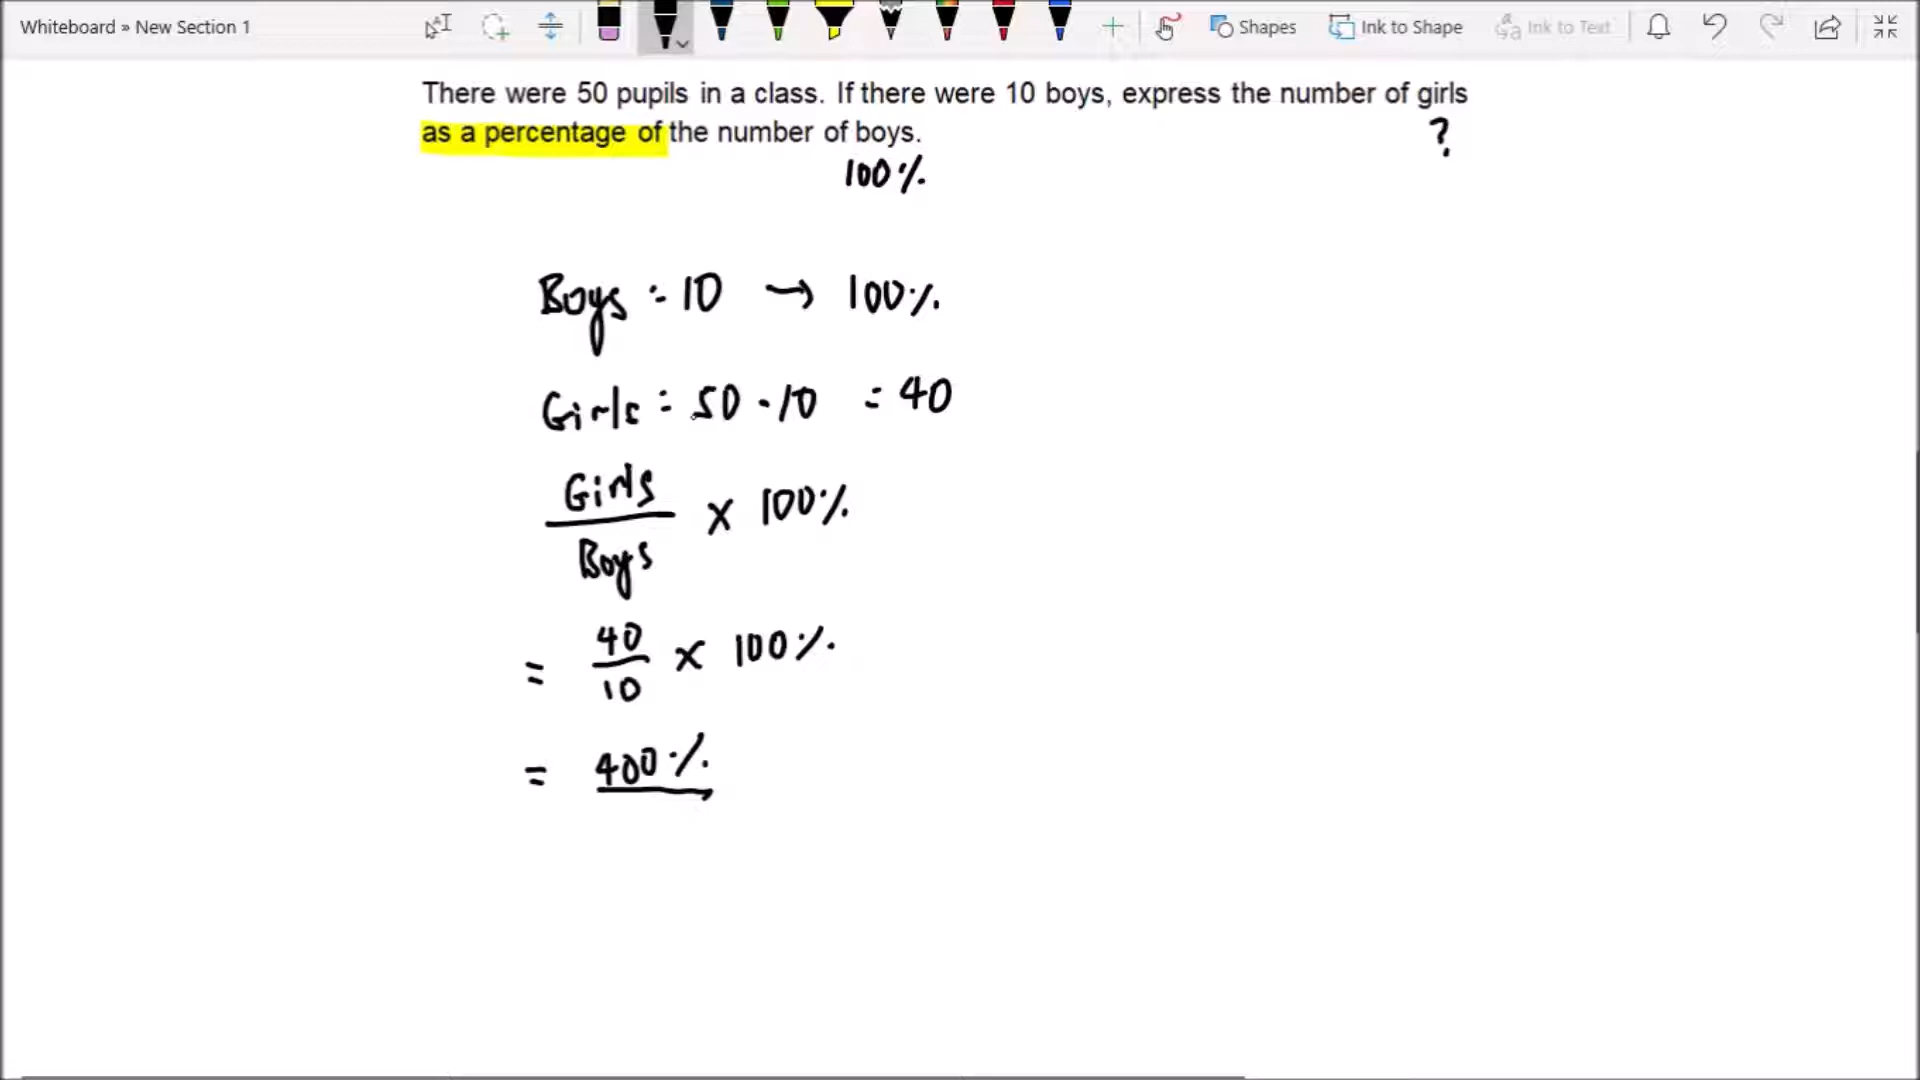 Whiteboard » New Section 1
Shapes
Ink to Shape
Ink to Text
There were 50 pupils in a class. If there were 10 boys, express the number of girls
as a percentage of the number of boys.
?
100%
Boys : 10 → 100%
Girls : 50 - 10 = 40
Girls
Boys
× 100%
= 40
10
× 100%
= 400%